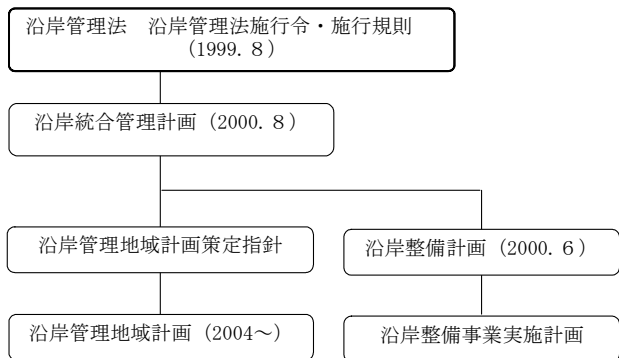 沿岸管理法　沿岸管理法施行令・施行規則
(1999.８)
沿岸統合管理計画（2000.８）
沿岸管理地域計画策定指針
沿岸整備計画（2000.６）
沿岸管理地域計画（2004～）
沿岸整備事業実施計画